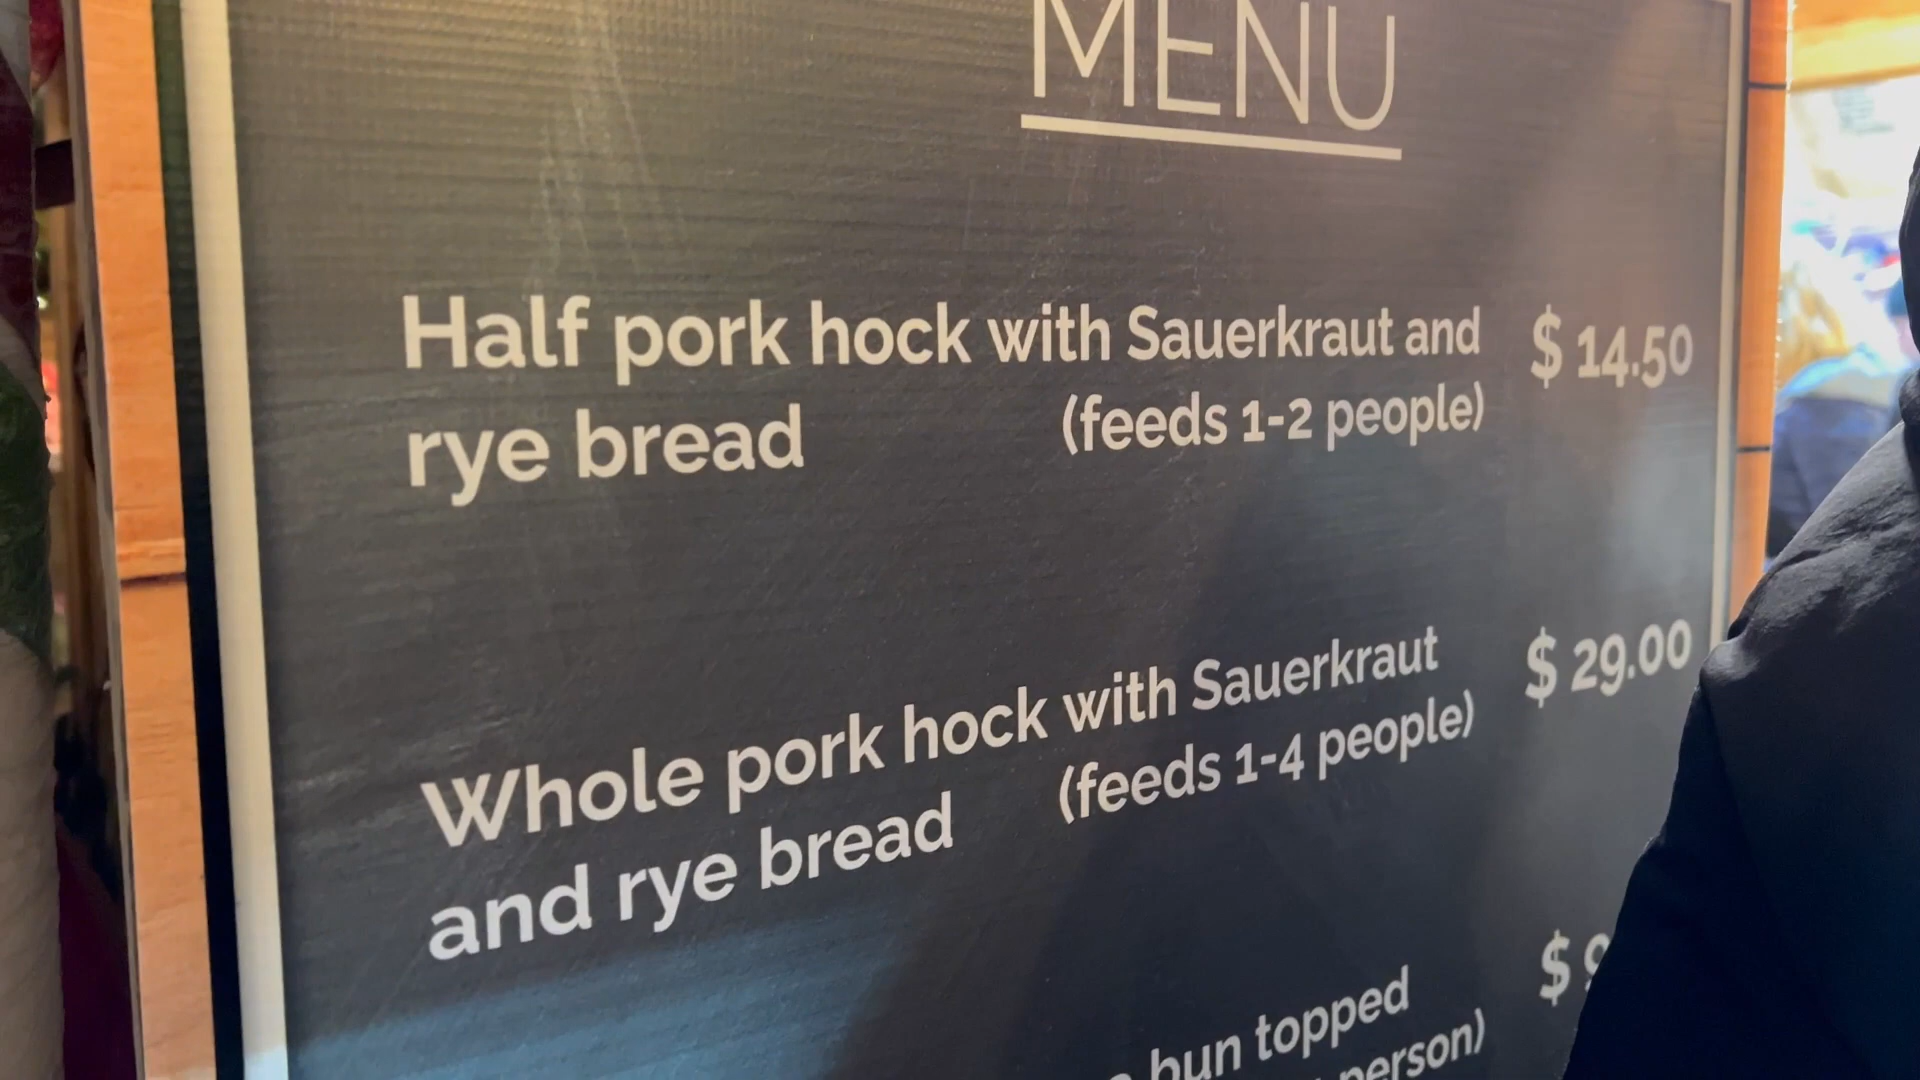 MENU
Half pork hock with Sauerkraut and $ 14.50
rye bread (feeds 1-2 people)
Whole pork hock with Sauerkraut $ 29.00
and rye bread (feeds 1-4 people)
$
bun topped
person)